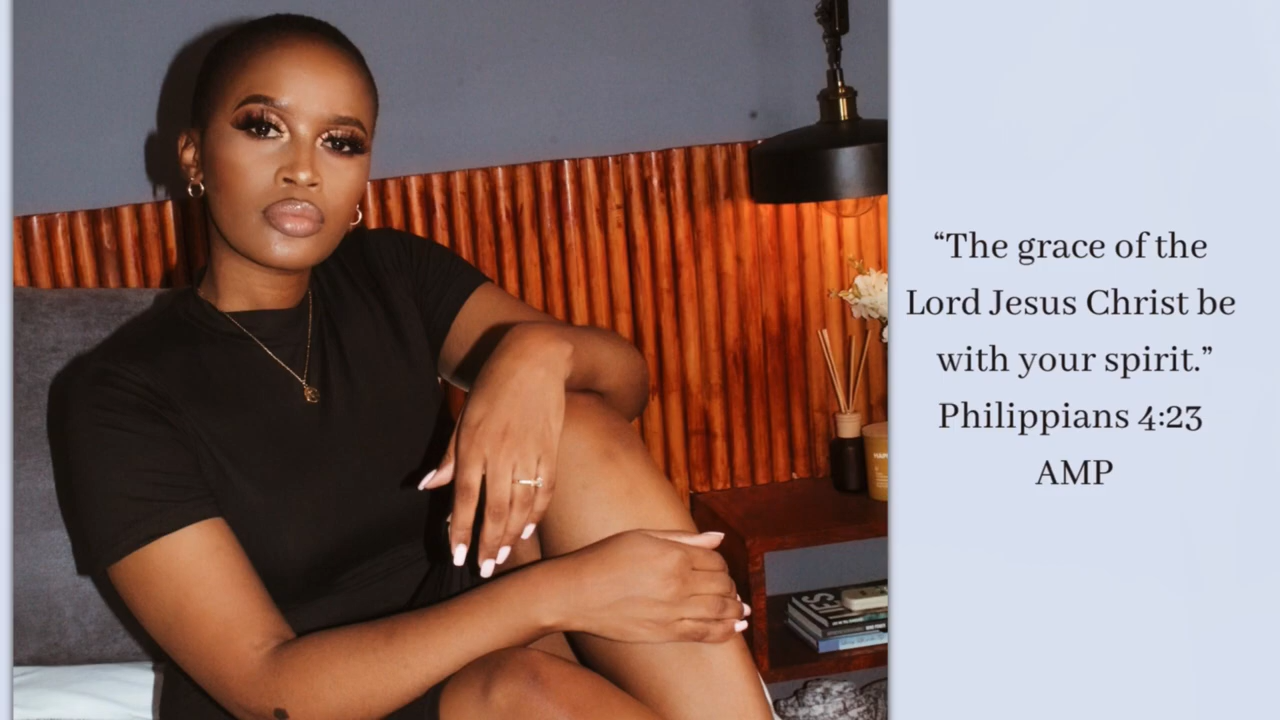 “The grace of the
Lord Jesus Christ be
with your spirit.”
Philippians 4:23
AMP